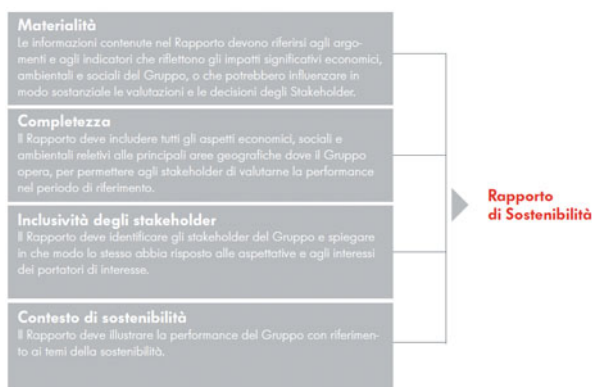 Materialità
Le informazioni contenute nel Rapporto devono riferirsi agli argo-
menti e agli indicatori che riflettono gli impatti significativi economici,
ambientali e sociali del Gruppo, o che potrebbero influenzare in
modo sostanziale le valutazioni e le decisioni degli Stakeholder.
Completezza
Il Rapporto deve includere tutti gli aspetti economici, sociali e
ambientali reletivi alle principali aree geografiche dove il Gruppo
opera, per permettere agli stakeholder di valutarne la performance
nel periodo di riferimento.
Inclusività degli stakeholder
Il Rapporto deve identificare gli stakeholder del Gruppo e spiegare
in che modo lo stesso abbia risposto alle aspettative e agli interessi
dei portatori di interesse.
Contesto di sostenibilità
Il Rapporto deve illustrare la performance del Gruppo con riferimen-
to ai temi della sostenibilità.
Rapporto
di Sostenibilità